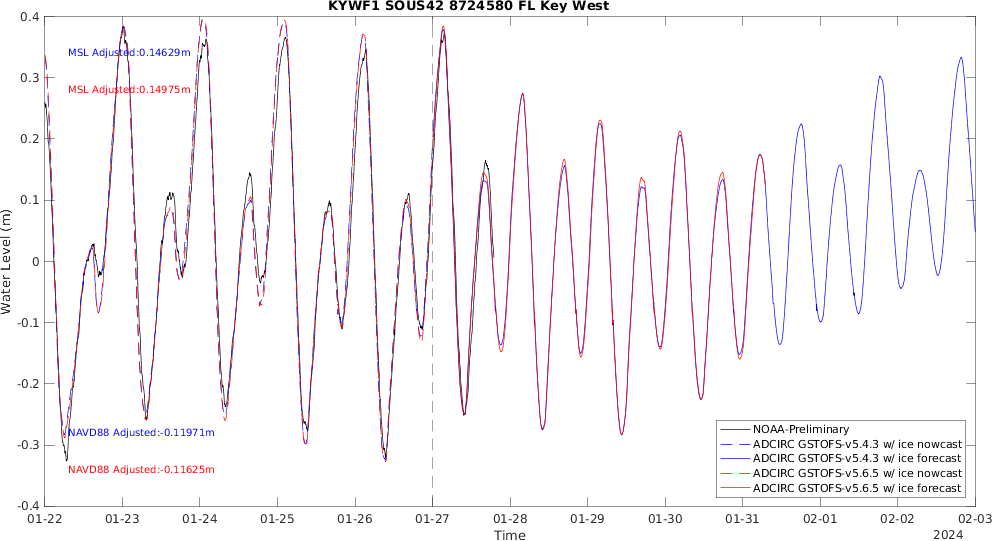 KYWF1 SOUS42 8724580 FL Key West
0.4
MSL Adjusted:0.14629m
0.3
MSL Adjusted:0.14975m
0.2
0.1
Water Level (m)
0
-0.1
-0.2
NAVD88 Adjusted:-0.11971m
-0.3
NAVD88 Adjusted:-0.11625m
-0.4
NOAA-Preliminary
ADCIRC GSTOFS-v5.4.3 w/ ice nowcast
ADCIRC GSTOFS-v5.4.3 w/ ice forecast
ADCIRC GSTOFS-v5.6.5 w/ ice nowcast
ADCIRC GSTOFS-v5.6.5 w/ ice forecast
01-22 01-23 01-24 01-25 01-26 01-27 01-28 01-29 01-30 01-31 02-01 02-02 02-03
Time
2024